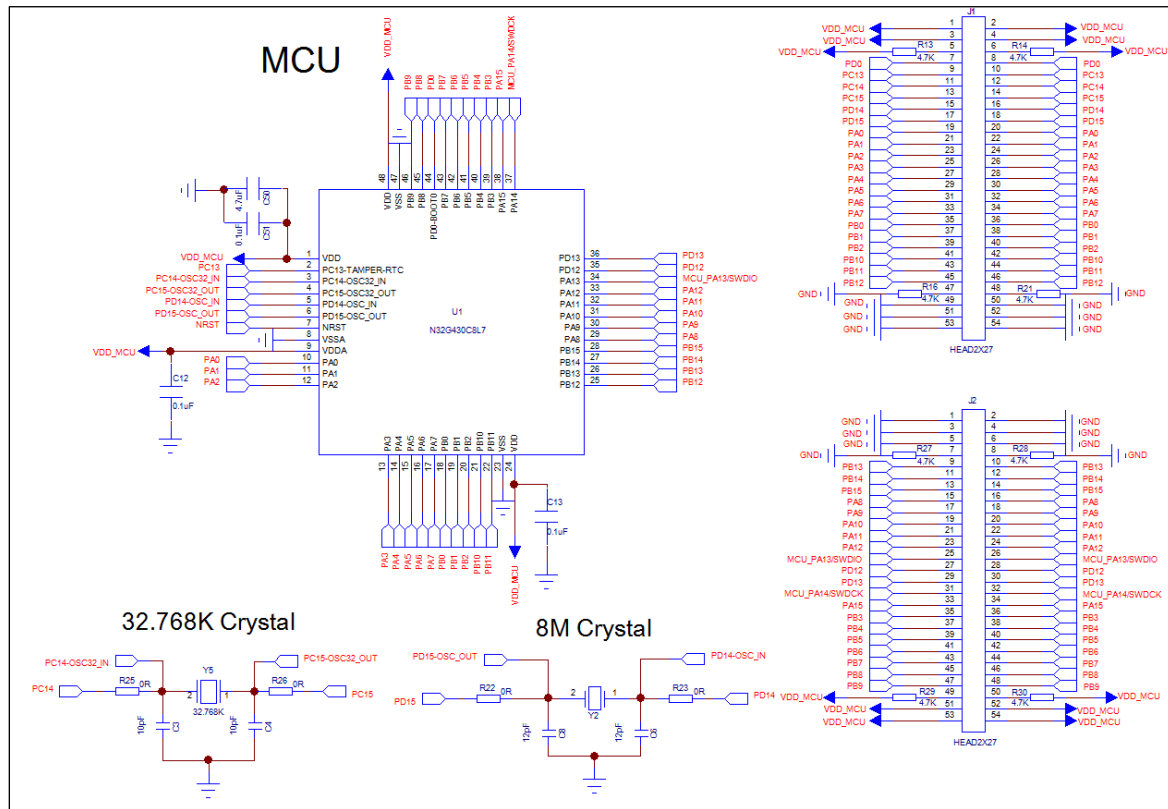 MCU
VDD_MCU
PB9
PB8
PD0
PB7
PB6
PB5
PB4
PB3
PA15
MCU_PA14/SWDCK
48 47 46 45 44 43 42 41 40 39 38 37
VDD
VSS
PB9
PB8
PD0-BOOT0
PB7
PB6
PB5
PB4
PB3
PA15
PA14
4.7uF C50
0.1uF C51
VDD_MCU 1 VDD
PC13 2 PC13-TAMPER-RTC
PC14-OSC32_IN 3 PC14-OSC32_IN
PC15-OSC32_OUT 4 PC15-OSC32_OUT
PD14-OSC_IN 5 PD14-OSC_IN
PD15-OSC_OUT 6 PD15-OSC_OUT
NRST 7 NRST
8 VSSA
VDD_MCU 9 VDDA
PA0 10 PA0
PA1 11 PA1
PA2 12 PA2
C12
0.1uF
U1
N32G430C8L7
PD13 36 PD13
PD12 35 PD12
PA13 34 MCU_PA13/SWDIO
PA12 33 PA12
PA11 32 PA11
PA10 31 PA10
PA9 30 PA9
PA8 29 PA8
PB15 28 PB15
PB14 27 PB14
PB13 26 PB13
PB12 25 PB12
PA3
PA4
PA5
PA6
PA7
PB0
PB1
PB2
PB10
PB11
VSS
VDD
13 14 15 16 17 18 19 20 21 22 23 24
PA3
PA4
PA5
PA6
PA7
PB0
PB1
PB2
PB10
PB11
VDD_MCU
C13
0.1uF
32.768K Crystal
PC14-OSC32_IN
PC15-OSC32_OUT
PC14 R25 0R
2 Y5 1
32.768K
R26 0R PC15
10pF C3
10pF C4
8M Crystal
PD15-OSC_OUT
PD14-OSC_IN
PD15 R22 0R
2 Y2 1
R23 0R PD14
12pF C8
12pF C6
J1
VDD_MCU 1 2 VDD_MCU
VDD_MCU 3 4 VDD_MCU
VDD_MCU R13 4.7K 5 6 R14 4.7K VDD_MCU
PD0 7 8 PD0
PC13 9 10 PC13
PC14 11 12 PC14
PC15 13 14 PC15
PD14 15 16 PD14
PD15 17 18 PD15
PA0 19 20 PA0
PA1 21 22 PA1
PA2 23 24 PA2
PA3 25 26 PA3
PA4 27 28 PA4
PA5 29 30 PA5
PA6 31 32 PA6
PA7 33 34 PA7
PB0 35 36 PB0
PB1 37 38 PB1
PB2 39 40 PB2
PB10 41 42 PB10
PB11 43 44 PB11
PB12 45 46 PB12
GND R16 4.7K 47 48 R21 4.7K GND
GND 49 50 GND
GND 51 52 GND
GND 53 54 GND
HEAD2X27
J2
GND 1 2 GND
GND 3 4 GND
GND 5 6 GND
GND R27 4.7K 7 8 R28 4.7K GND
PB13 9 10 PB13
PB14 11 12 PB14
PB15 13 14 PB15
PA8 15 16 PA8
PA9 17 18 PA9
PA10 19 20 PA10
PA11 21 22 PA11
PA12 23 24 PA12
MCU_PA13/SWDIO 25 26 MCU_PA13/SWDIO
PD12 27 28 PD12
PD13 29 30 PD13
MCU_PA14/SWDCK 31 32 MCU_PA14/SWDCK
PA15 33 34 PA15
PB3 35 36 PB3
PB4 37 38 PB4
PB5 39 40 PB5
PB6 41 42 PB6
PB7 43 44 PB7
PB8 45 46 PB8
PB9 47 48 PB9
VDD_MCU R29 4.7K 49 50 R30 4.7K VDD_MCU
VDD_MCU 51 52 VDD_MCU
VDD_MCU 53 54 VDD_MCU
HEAD2X27